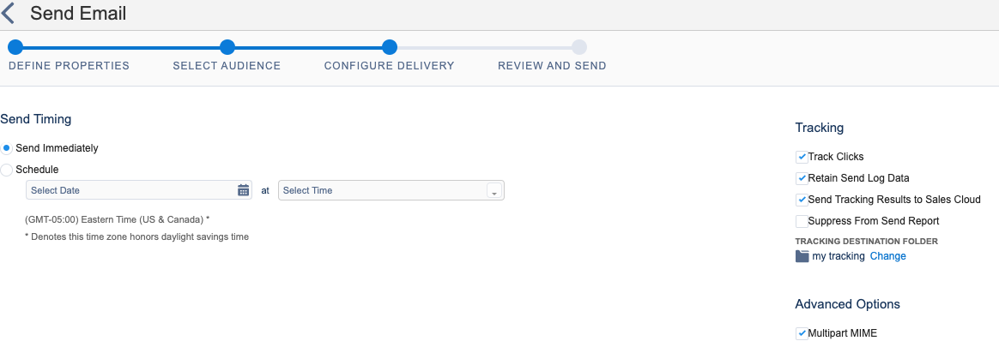 Send Email
DEFINE PROPERTIES
SELECT AUDIENCE
CONFIGURE DELIVERY
REVIEW AND SEND
Send Timing
Send Immediately
Schedule
Select Date at Select Time
(GMT-05:00) Eastern Time (US & Canada) *
* Denotes this time zone honors daylight savings time
Tracking
Track Clicks
Retain Send Log Data
Send Tracking Results to Sales Cloud
Suppress From Send Report
TRACKING DESTINATION FOLDER
my tracking Change
Advanced Options
Multipart MIME